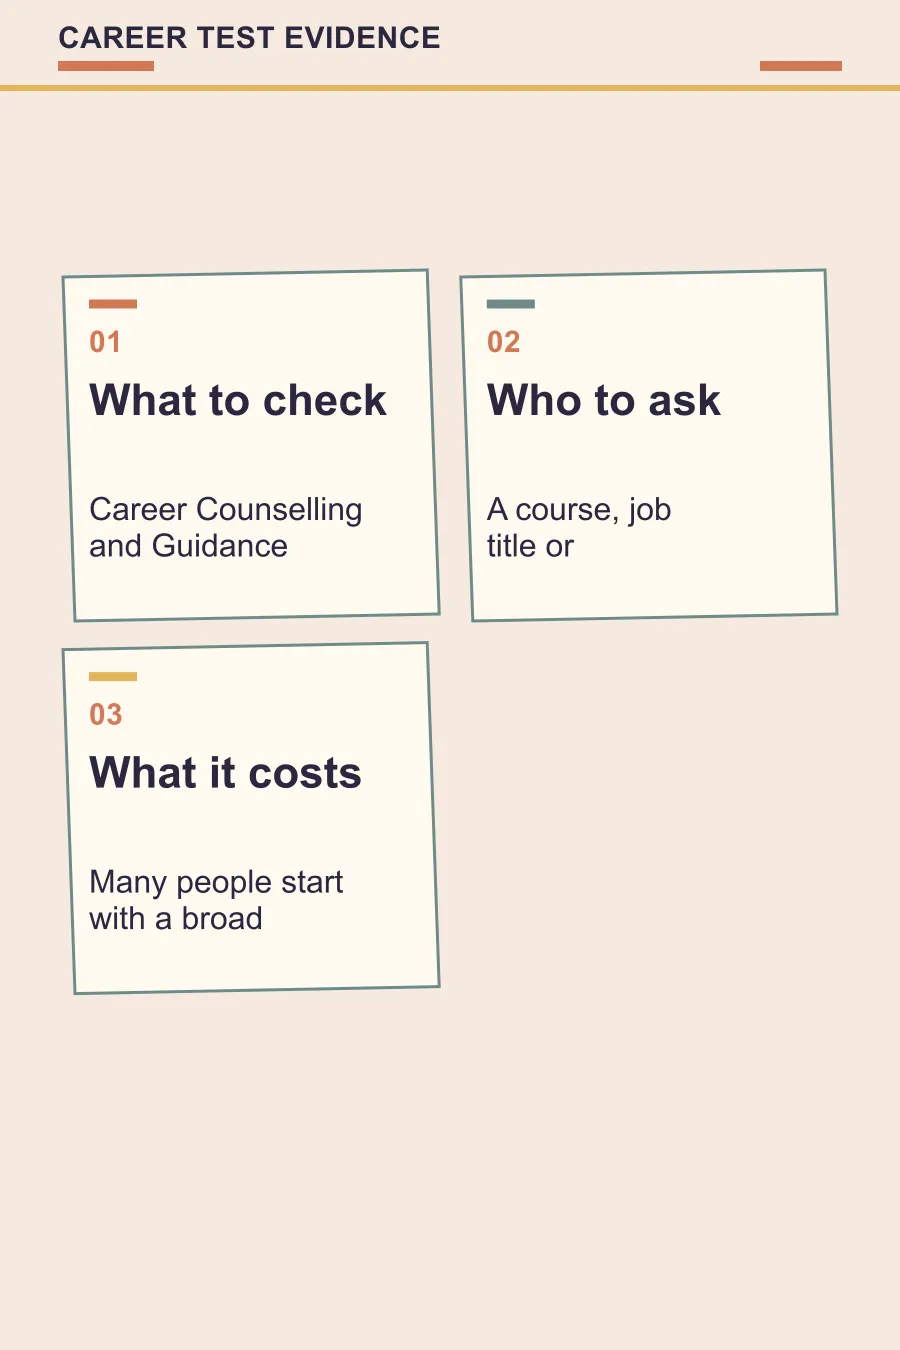 CAREER TEST EVIDENCE
01
What to check
Career Counselling
and Guidance
02
Who to ask
A course, job
title or
03
What it costs
Many people start
with a broad